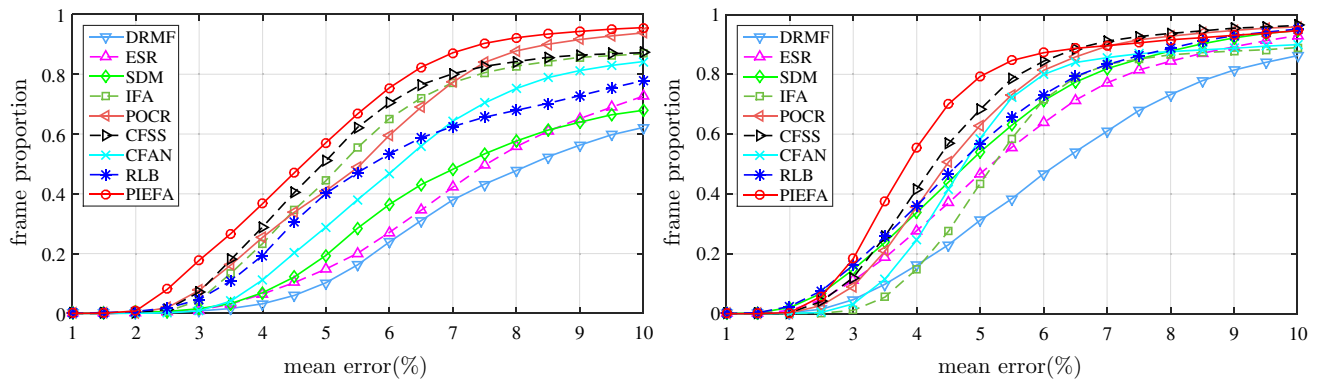 1
0.8
0.6
0.4
0.2
0
frame proportion
DRMF
ESR
SDM
IFA
POCR
CFSS
CFAN
RLB
PIEFA
1 2 3 4 5 6 7 8 9 10
mean error(%)
1
0.8
0.6
0.4
0.2
0
frame proportion
DRMF
ESR
SDM
IFA
POCR
CFSS
CFAN
RLB
PIEFA
1 2 3 4 5 6 7 8 9 10
mean error(%)